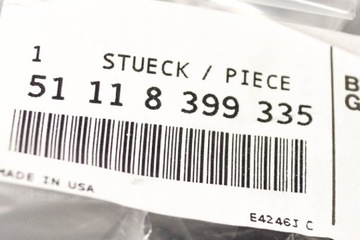 1 STUECK / PIECE
51 11 8 399 335
MADE IN USA
E4246I C
B
G